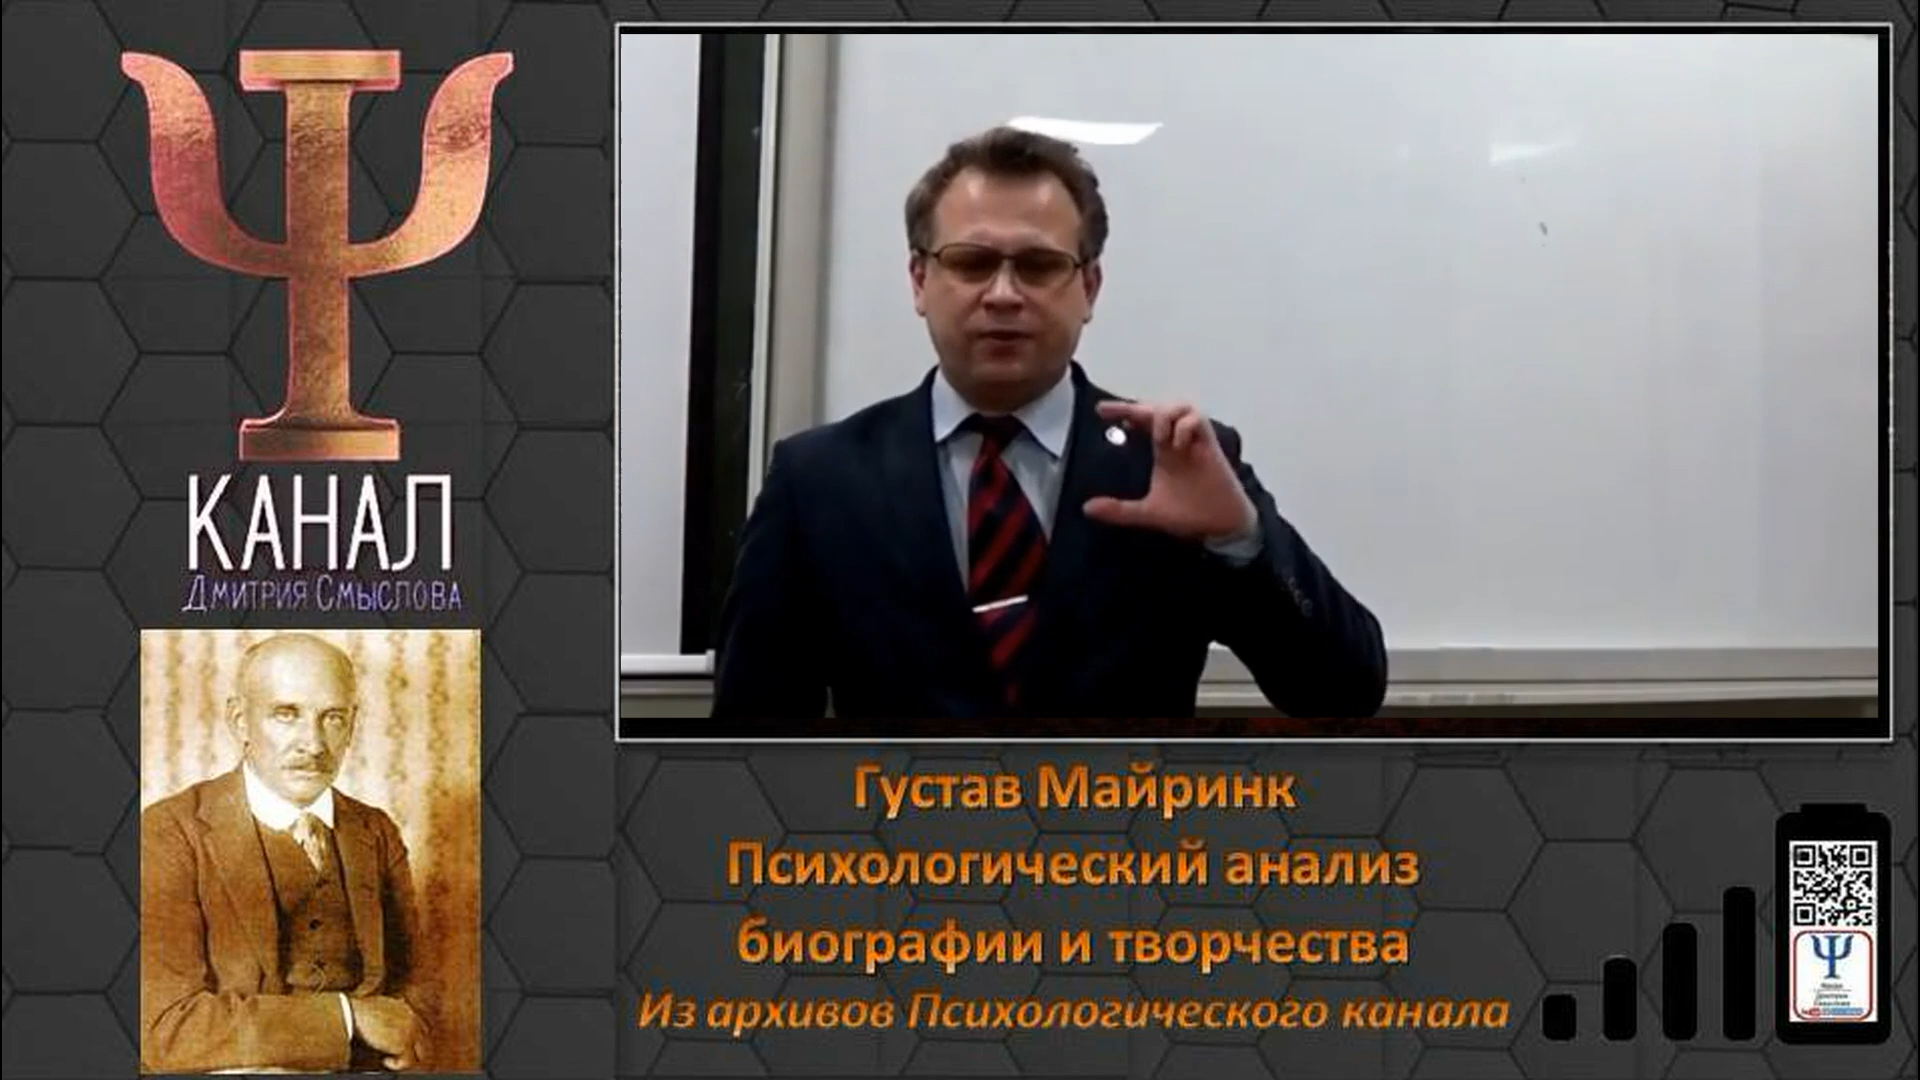 Ψ
КАНАЛ
Дмитрия Смыслова
Густав Майринк
Психологический анализ
биографии и творчества
Из архивов Психологического канала
Ψ